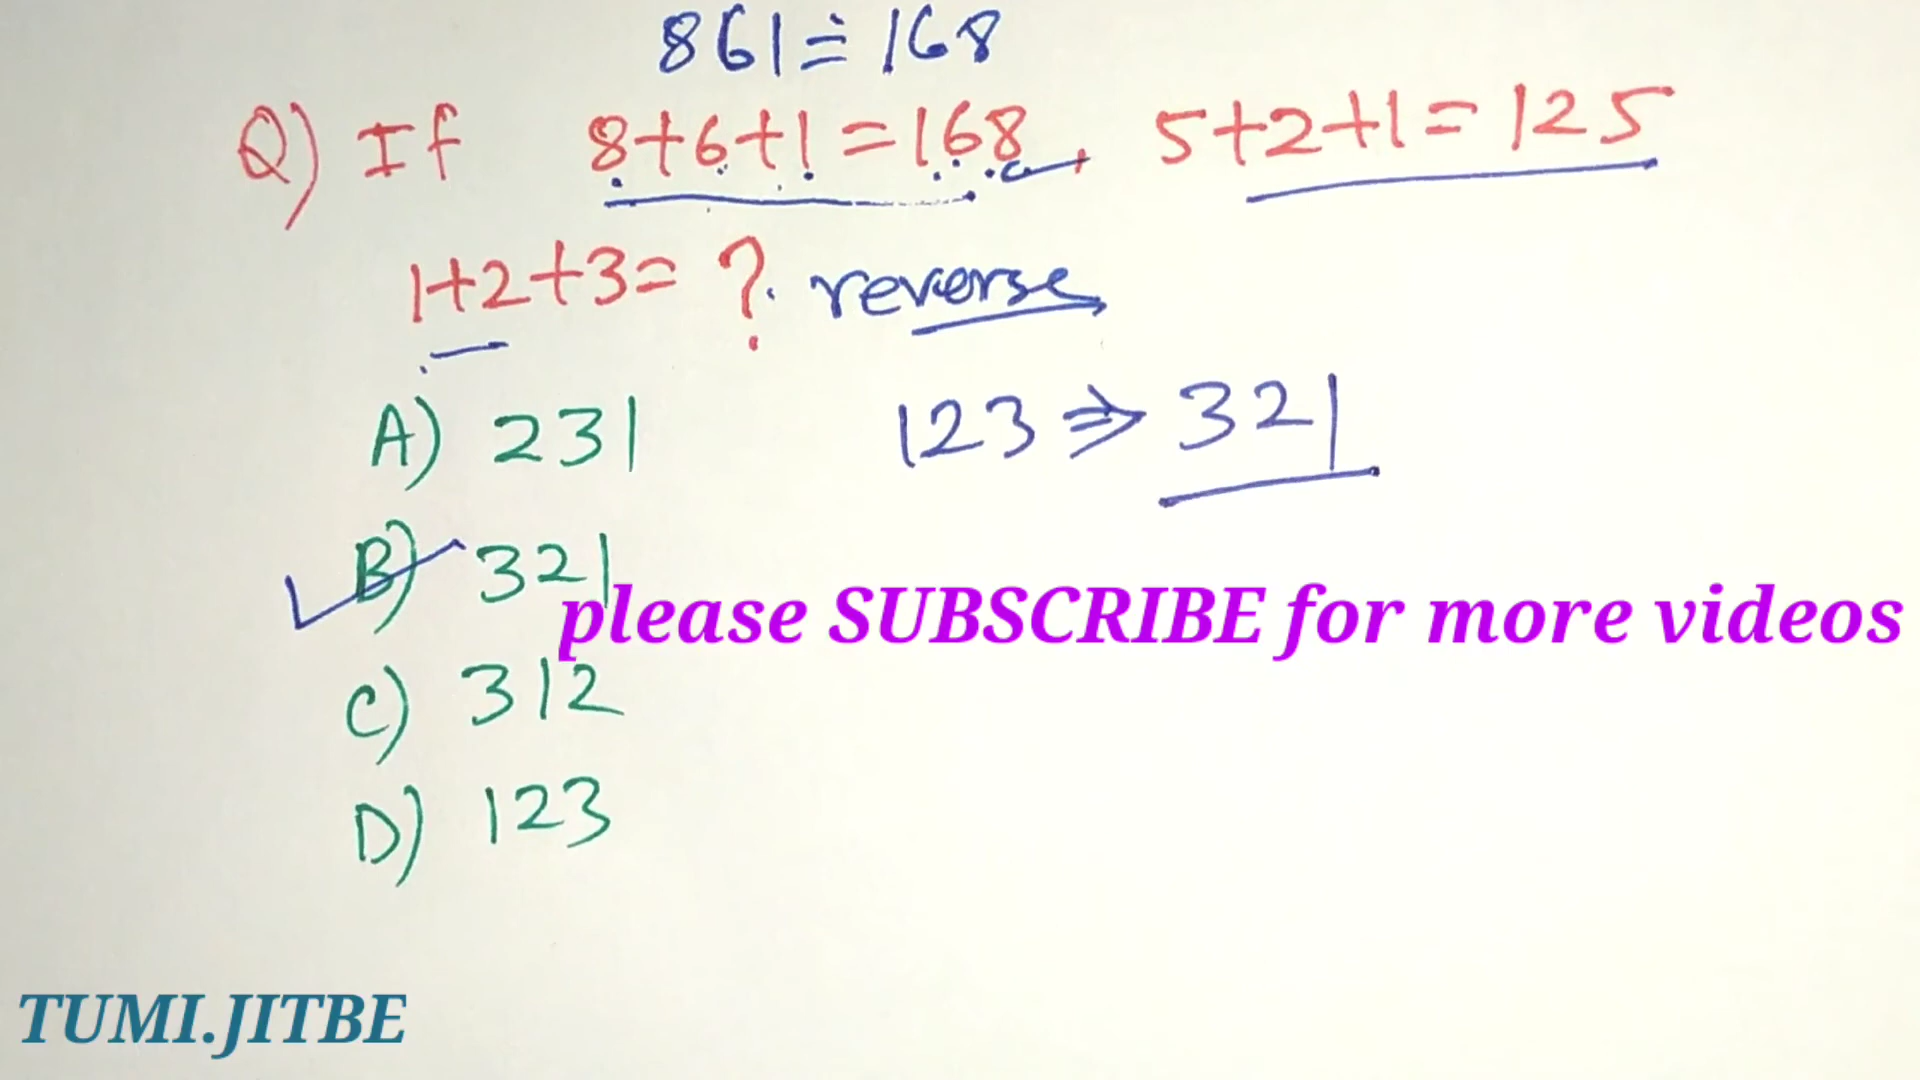 861 = 168
Q) If 8+6+1=168, 5+2+1=125
1+2+3= ? reverse
A) 231
123 ⇒ 321
B) 321
please SUBSCRIBE for more videos
C) 312
D) 123
TUMI.JITBE